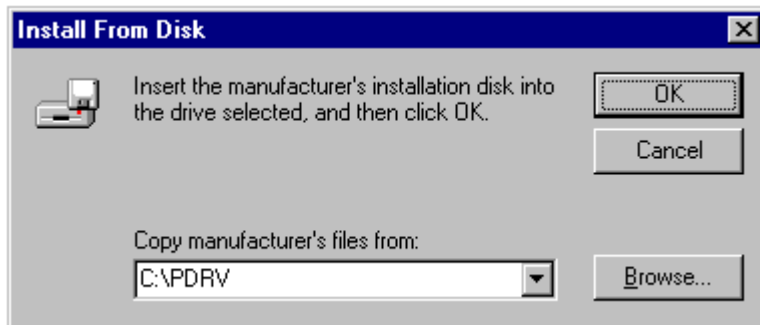 Install From Disk
Insert the manufacturer's installation disk into
the drive selected, and then click OK.
OK
Cancel
Copy manufacturer's files from:
C:\PDRV
Browse...